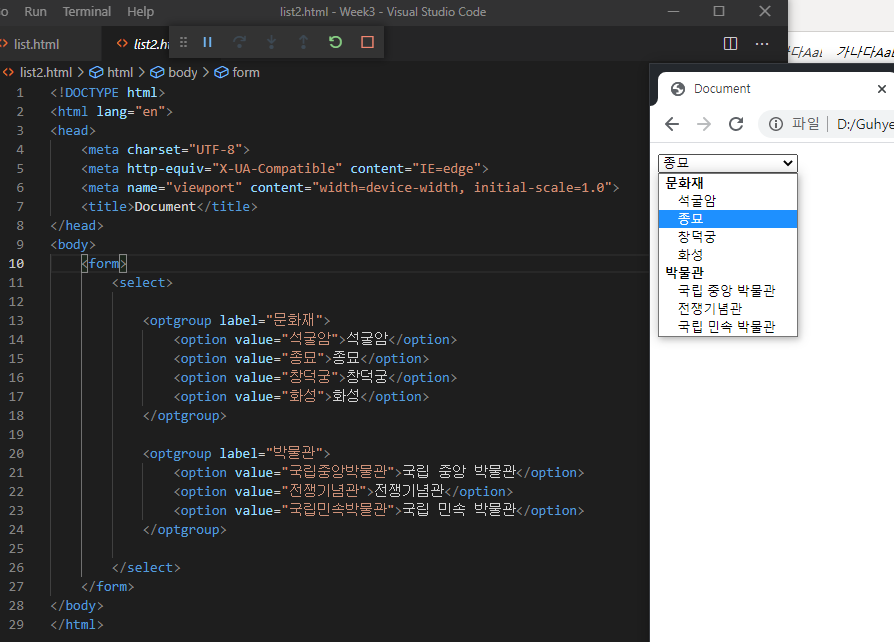 Run Terminal Help
list2.html - Week3 - Visual Studio Code
<> list.html
<> list2.h
<> list2.html > html > body > form
1 <!DOCTYPE html>
2 <html lang="en">
3 <head>
4 <meta charset="UTF-8">
5 <meta http-equiv="X-UA-Compatible" content="IE=edge">
6 <meta name="viewport" content="width=device-width, initial-scale=1.0">
7 <title>Document</title>
8 </head>
9 <body>
10 <form>
11 <select>
12
13 <optgroup label="문화재">
14 <option value="석굴암">석굴암</option>
15 <option value="종묘">종묘</option>
16 <option value="창덕궁">창덕궁</option>
17 <option value="화성">화성</option>
18 </optgroup>
19
20 <optgroup label="박물관">
21 <option value="국립중앙박물관">국립 중앙 박물관</option>
22 <option value="전쟁기념관">전쟁기념관</option>
23 <option value="국립민속박물관">국립 민속 박물관</option>
24 </optgroup>
25
26 </select>
27 </form>
28 </body>
29 </html>
가나다Aa
Document
파일 | D:/Guhye
종묘
문화재
석굴암
종묘
창덕궁
화성
박물관
국립 중앙 박물관
전쟁기념관
국립 민속 박물관